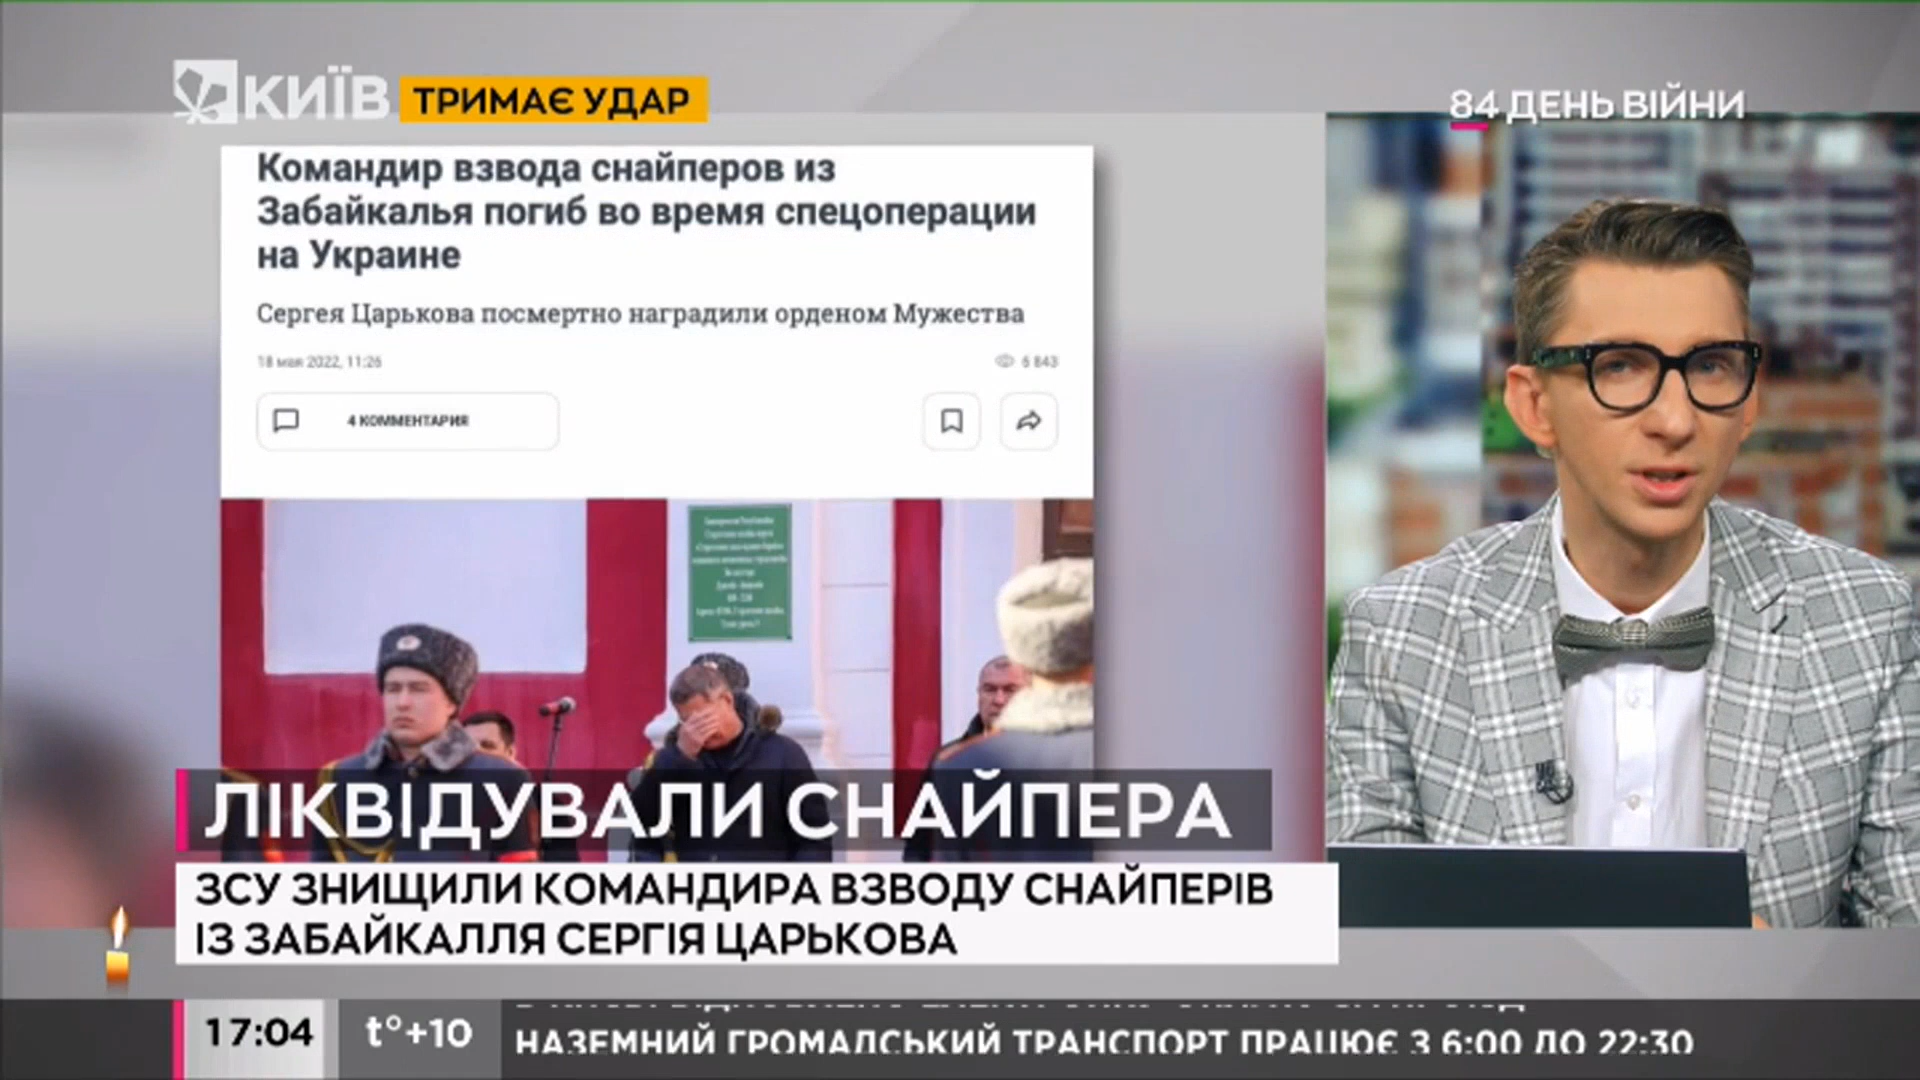 КИЇВ ТРИМАЄ УДАР
84 ДЕНЬ ВІЙНИ
Командир взвода снайперов из
Забайкалья погиб во время спецоперации
на Украине
Сергея Царькова посмертно наградили орденом Мужества
18 мая 2022, 11:26
6 843
4 КОММЕНТАРИЯ
ЛІКВІДУВАЛИ СНАЙПЕРА
ЗСУ ЗНИЩИЛИ КОМАНДИРА ВЗВОДУ СНАЙПЕРІВ
ІЗ ЗАБАЙКАЛЛЯ СЕРГІЯ ЦАРЬКОВА
17:04 t°+10
НАЗЕМНИЙ ГРОМАДСЬКИЙ ТРАНСПОРТ ПРАЦЮЄ З 6:00 ДО 22:30